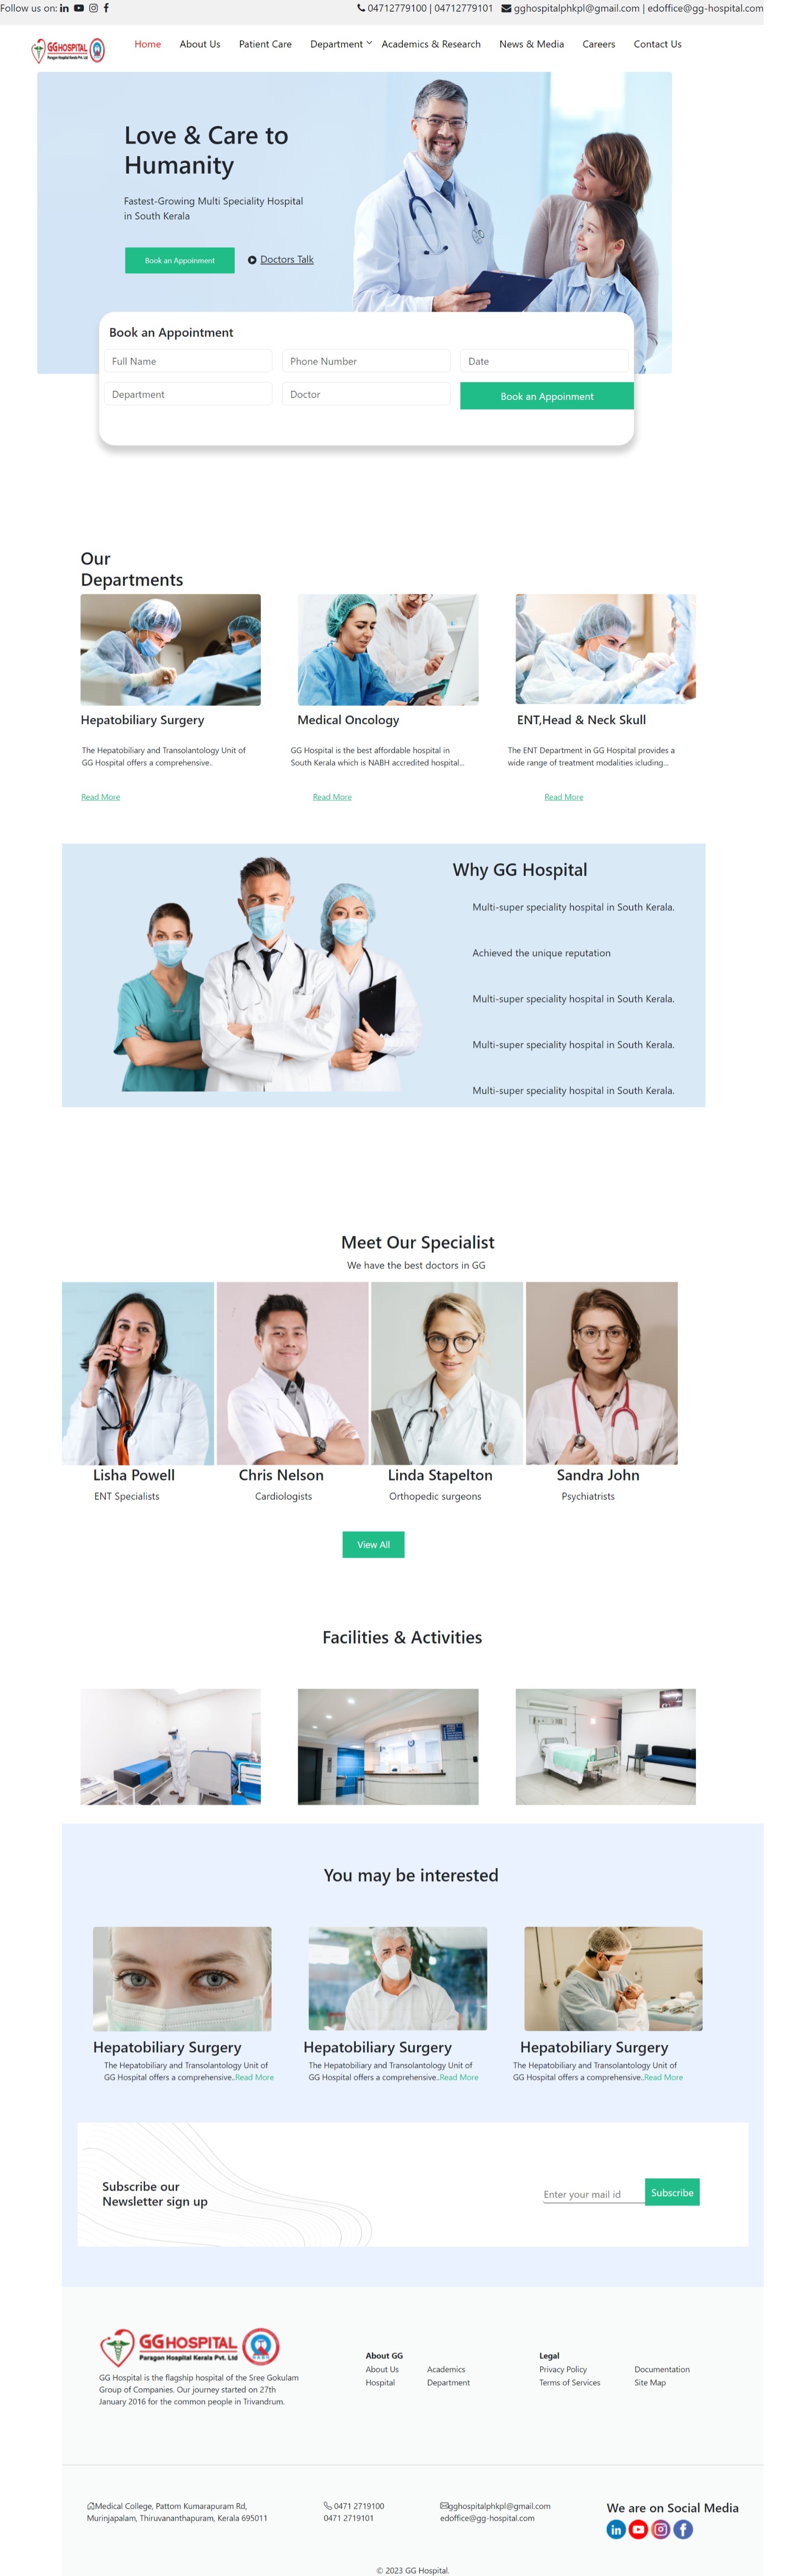 Follow us on:
04712779100 | 04712779101 gghospitalphkpl@gmail.com | edoffice@gg-hospital.com
GG HOSPITAL
Paragon Hospital Kerala Pvt. Ltd
Home About Us Patient Care Department Academics & Research News & Media Careers Contact Us
Love & Care to
Humanity
Fastest-Growing Multi Speciality Hospital
in South Kerala
Book an Appoinment Doctors Talk
Book an Appointment
Full Name Phone Number Date
Department Doctor Book an Appoinment
Our
Departments
Hepatobiliary Surgery Medical Oncology ENT,Head & Neck Skull
The Hepatobiliary and Transolantology Unit of GG Hospital is the best affordable hospital in The ENT Department in GG Hospital provides a
GG Hospital offers a comprehensive.. South Kerala which is NABH accredited hospital... wide range of treatment modalities icluding...
Read More Read More Read More
Why GG Hospital
Multi-super speciality hospital in South Kerala.
Achieved the unique reputation
Multi-super speciality hospital in South Kerala.
Multi-super speciality hospital in South Kerala.
Multi-super speciality hospital in South Kerala.
Meet Our Specialist
We have the best doctors in GG
Lisha Powell Chris Nelson Linda Stapelton Sandra John
ENT Specialists Cardiologists Orthopedic surgeons Psychiatrists
View All
Facilities & Activities
You may be interested
Hepatobiliary Surgery Hepatobiliary Surgery Hepatobiliary Surgery
The Hepatobiliary and Transolantology Unit of The Hepatobiliary and Transolantology Unit of The Hepatobiliary and Transolantology Unit of
GG Hospital offers a comprehensive..Read More GG Hospital offers a comprehensive..Read More GG Hospital offers a comprehensive..Read More
Subscribe our
Newsletter sign up
Enter your mail id Subscribe
GG HOSPITAL
Paragon Hospital Kerala Pvt. Ltd
GG Hospital is the flagship hospital of the Sree Gokulam
Group of Companies. Our journey started on 27th
January 2016 for the common people in Trivandrum.
About GG Legal
About Us Academics Privacy Policy Documentation
Hospital Department Terms of Services Site Map
Medical College, Pattom Kumarapuram Rd,
Murinjapalam, Thiruvananthapuram, Kerala 695011
0471 2719100
0471 2719101
gghospitalphkpl@gmail.com
edoffice@gg-hospital.com
We are on Social Media
© 2023 GG Hospital.